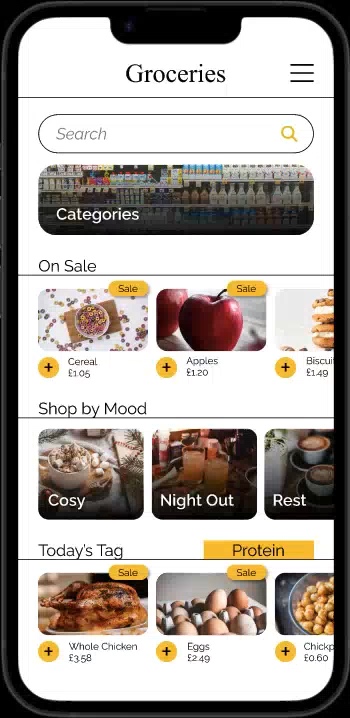 Groceries
Search
Categories
On Sale
Sale
Sale
Cereal
£1.05
Apples
£1.20
Biscuit
£1.49
Shop by Mood
Cosy
Night Out
Rest
Today's Tag
Protein
Sale
Sale
Whole Chicken
£3.58
Eggs
£2.49
Chickp
£0.60